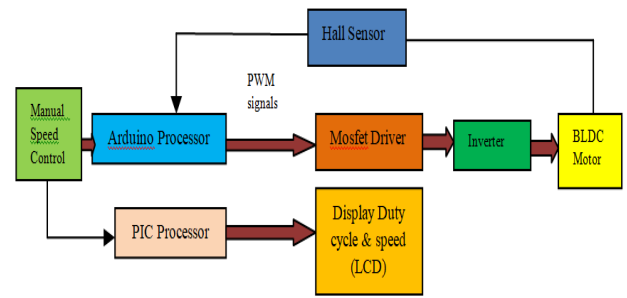 Hall Sensor
PWM
signals
Manual
Speed
Control
Arduino Processor
Mosfet Driver
Inverter
BLDC
Motor
PIC Processor
Display Duty
cycle & speed
(LCD)